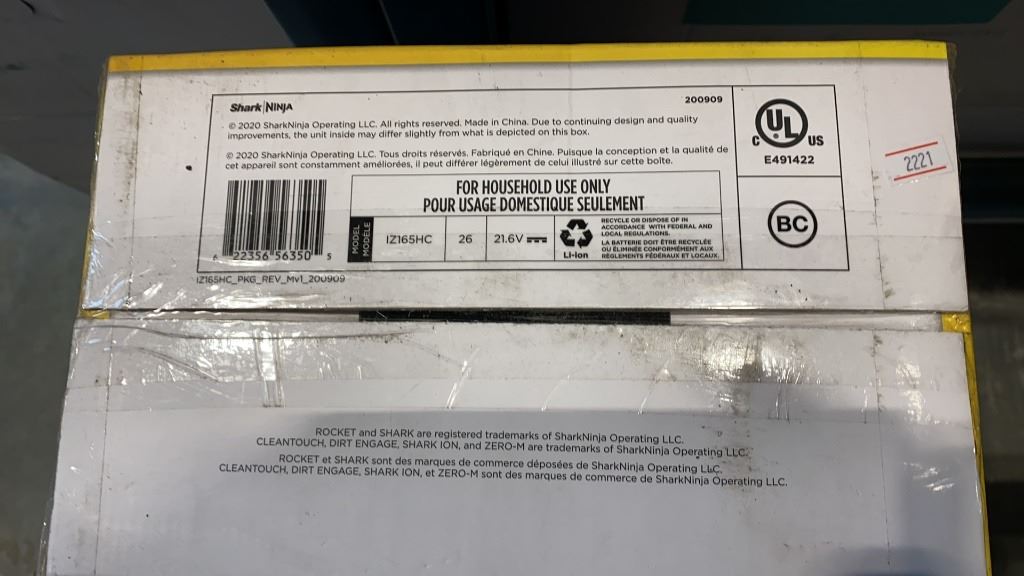 Shark | NINJA
200909
© 2020 SharkNinja Operating LLC. All rights reserved. Made in China. Due to continuing design and quality
improvements, the unit inside may differ slightly from what is depicted on this box.
© 2020 SharkNinja Operating LLC. Tous droits réservés. Fabriqué en Chine. Puisque la conception et la qualité de
cet appareil sont constamment améliorées, il peut différer légèrement de celui illustré sur cette boîte.
UL
C US
E491422
2221
FOR HOUSEHOLD USE ONLY
POUR USAGE DOMESTIQUE SEULEMENT
MODEL
MODÈLE
IZ165HC
26
21.6V
Li-Ion
RECYCLE OR DISPOSE OF IN
ACCORDANCE WITH FEDERAL AND
LOCAL REGULATIONS.
LA BATTERIE DOIT ÊTRE RECYCLÉE
OU ÉLIMINÉE CONFORMÉMENT AUX
RÈGLEMENTS FÉDÉRAUX ET LOCAUX.
BC
22356 56350 5
IZ165HC_PKG_REV_Mv1_200909
ROCKET and SHARK are registered trademarks of SharkNinja Operating LLC.
CLEANTOUCH, DIRT ENGAGE, SHARK ION, and ZERO-M are trademarks of SharkNinja Operating LLC.
ROCKET et SHARK sont des marques de commerce déposées de SharkNinja Operating LLC.
CLEANTOUCH, DIRT ENGAGE, SHARK ION, et ZERO-M sont des marques de commerce de SharkNinja Operating LLC.